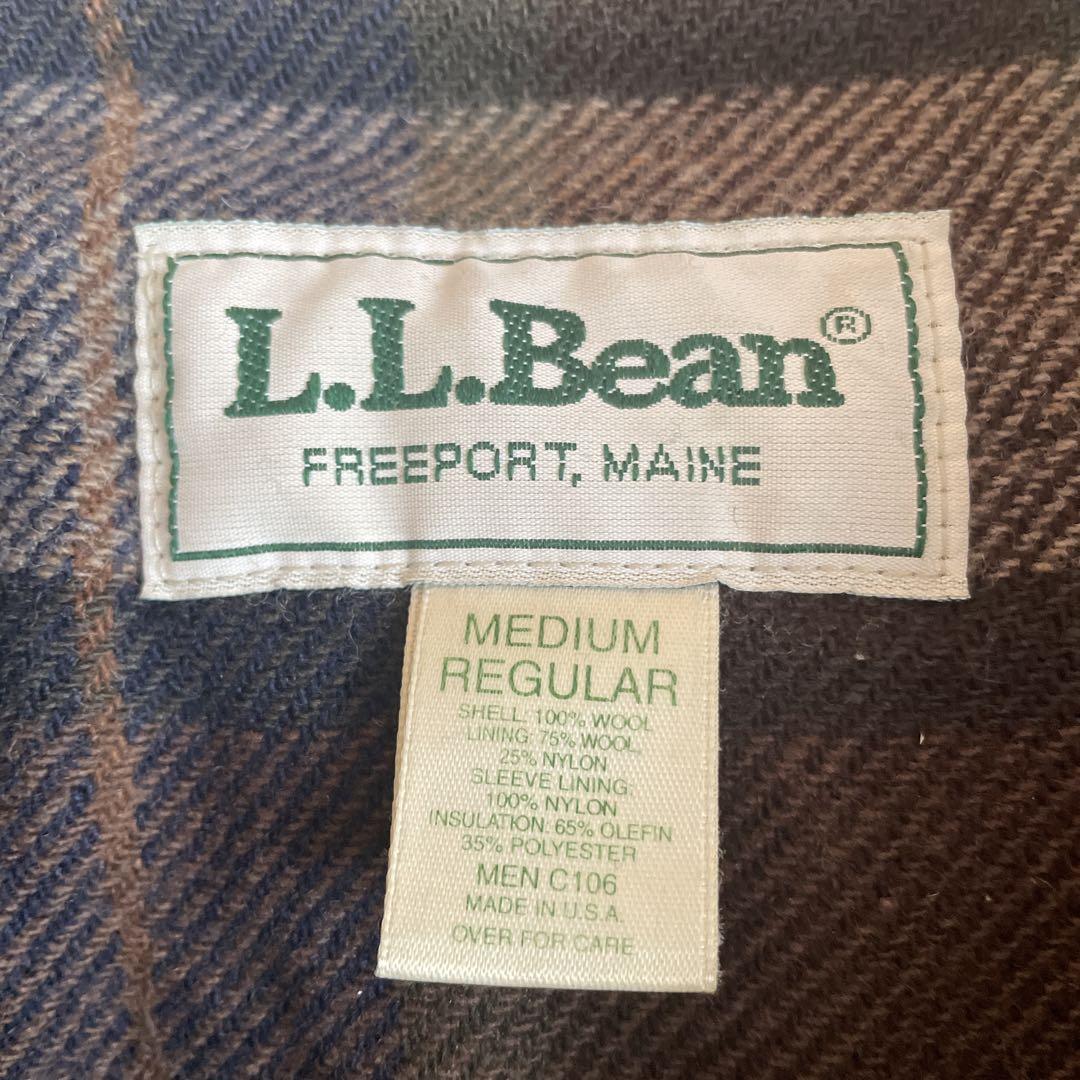 L.L.Bean®
FREEPORT, MAINE
MEDIUM
REGULAR
SHELL: 100% WOOL
LINING: 75% WOOL
25% NYLON
SLEEVE LINING:
100% NYLON
INSULATION: 65% OLEFIN
35% POLYESTER
MEN C106
MADE IN U.S.A.
OVER FOR CARE